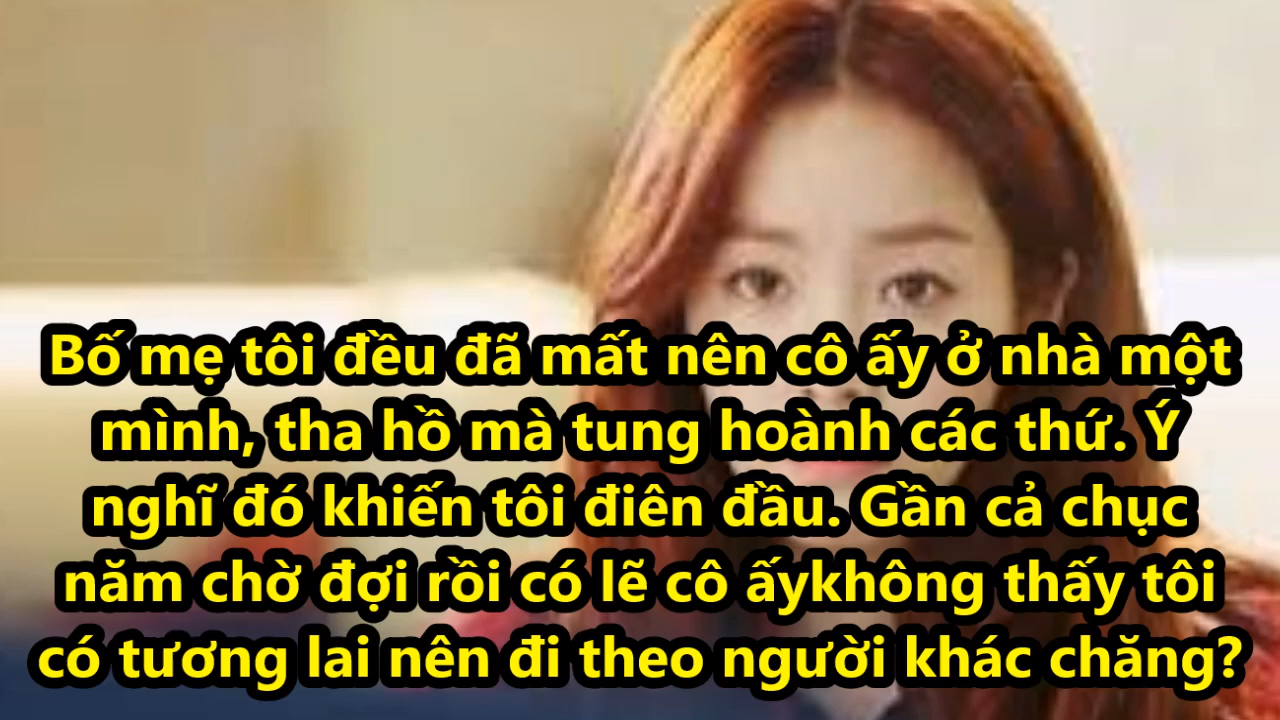 Bố mẹ tôi đều đã mất nên cô ấy ở nhà một
mình, tha hồ mà tung hoành các thứ. Ý
nghĩ đó khiến tôi điên đầu. Gần cả chục
năm chờ đợi rồi có lẽ cô ấykhông thấy tôi
có tương lai nên đi theo người khác chăng?